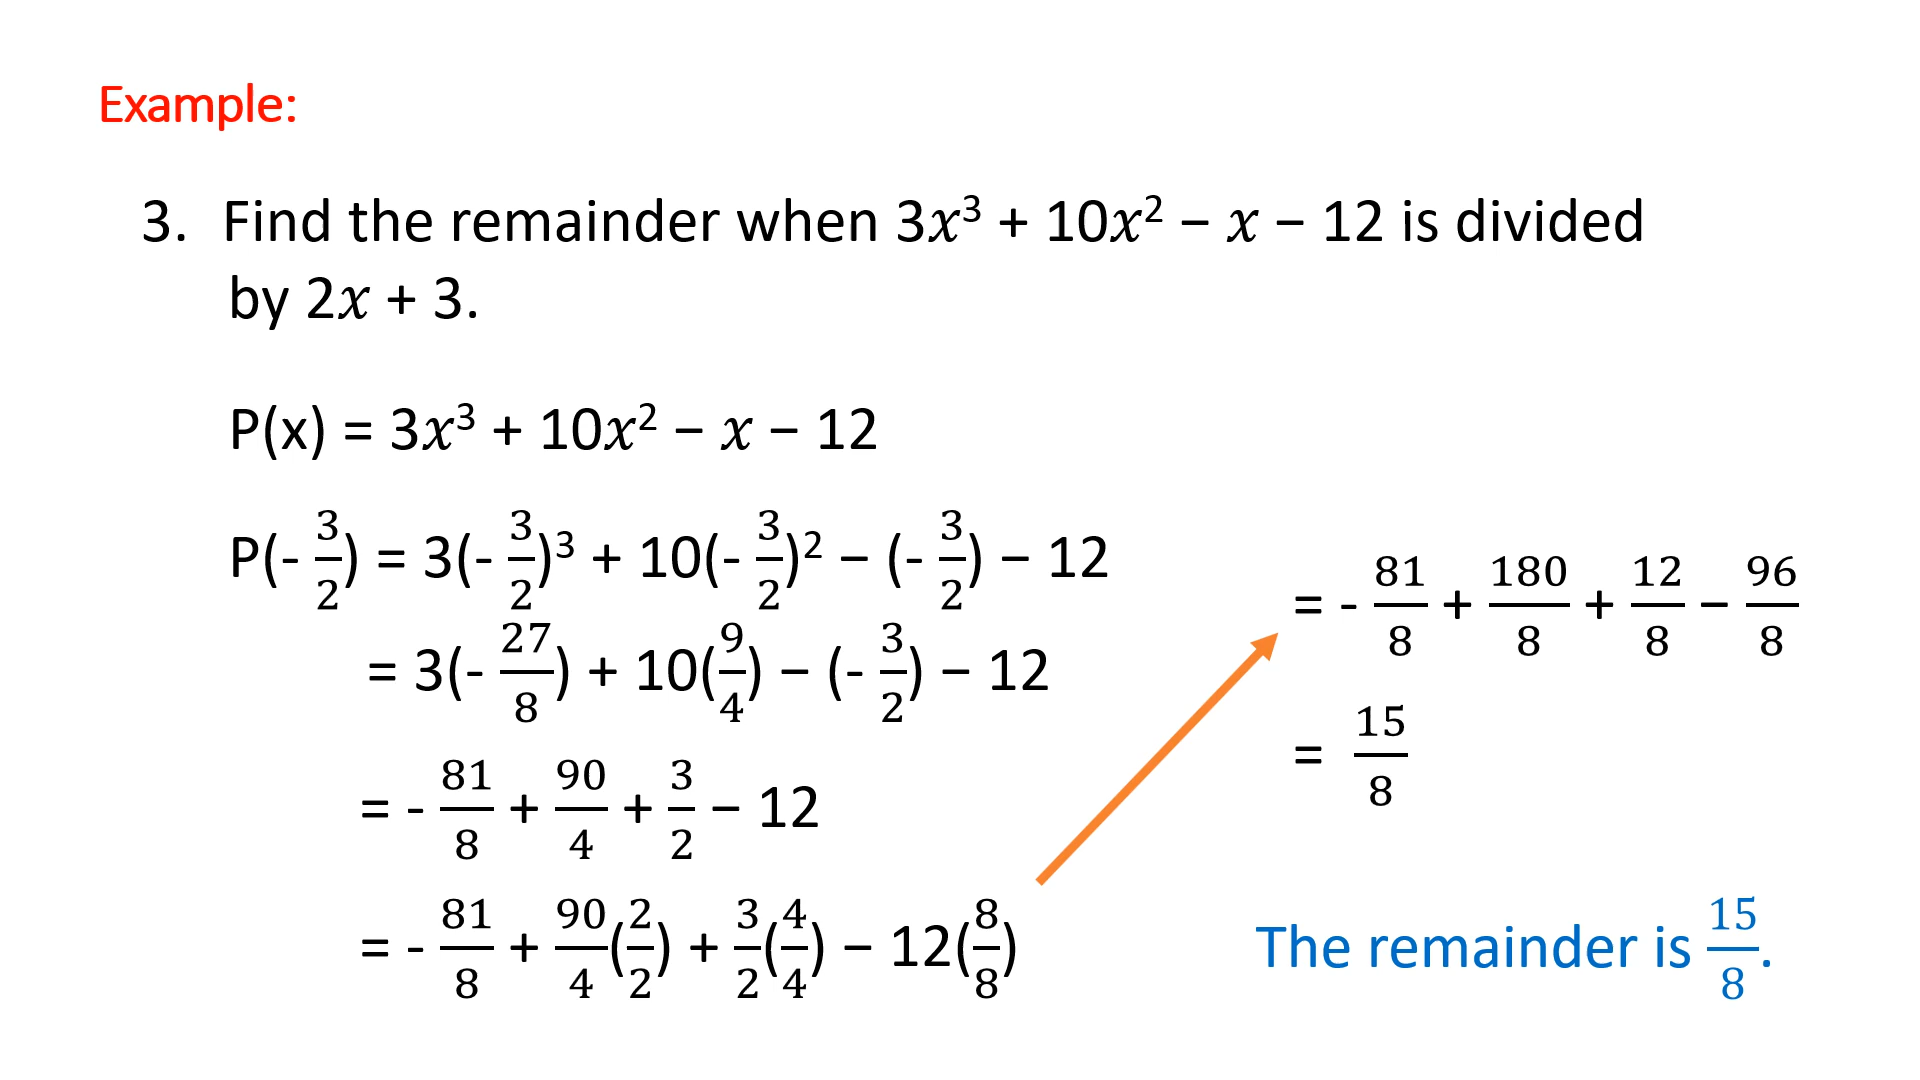 Example:
3. Find the remainder when 3𝑥³ + 10𝑥² − 𝑥 − 12 is divided
by 2𝑥 + 3.
P(x) = 3𝑥³ + 10𝑥² − 𝑥 − 12
P(- 3/2) = 3(- 3/2)³ + 10(- 3/2)² − (- 3/2) − 12
= 3(- 27/8) + 10(9/4) − (- 3/2) − 12
= - 81/8 + 90/4 + 3/2 − 12
= - 81/8 + 90/4(2/2) + 3/2(4/4) − 12(8/8)
= - 81/8 + 180/8 + 12/8 − 96/8
= 15/8
The remainder is 15/8.